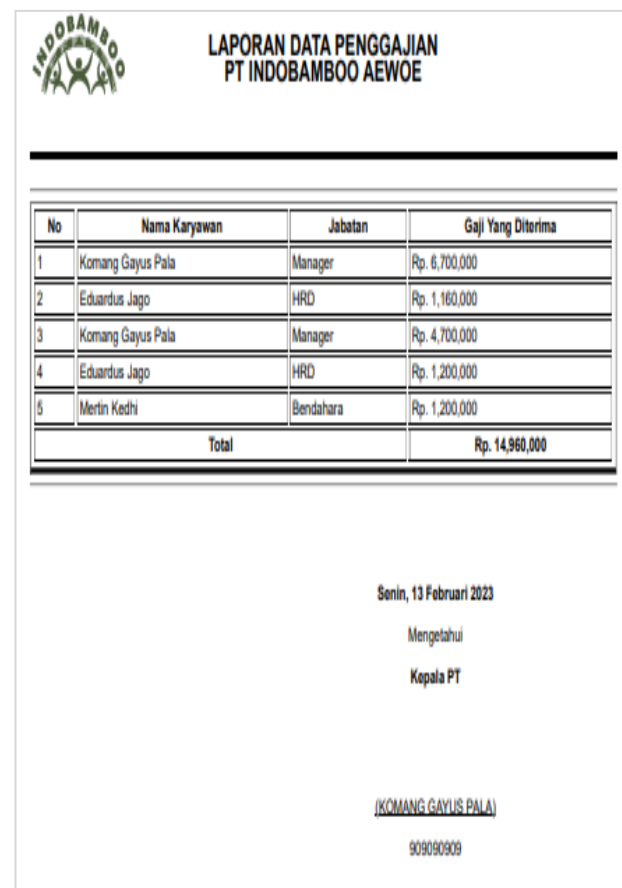 INDOBAMBOO
LAPORAN DATA PENGGAJIAN
PT INDOBAMBOO AEWOE
No Nama Karyawan Jabatan Gaji Yang Diterima
1 Komang Gayus Pala Manager Rp. 6,700,000
2 Eduardus Jago HRD Rp. 1,160,000
3 Komang Gayus Pala Manager Rp. 4,700,000
4 Eduardus Jago HRD Rp. 1,200,000
5 Mertin Kedhi Bendahara Rp. 1,200,000
Total Rp. 14,960,000
Senin, 13 Februari 2023
Mengetahui
Kepala PT
(KOMANG GAYUS PALA)
909090909